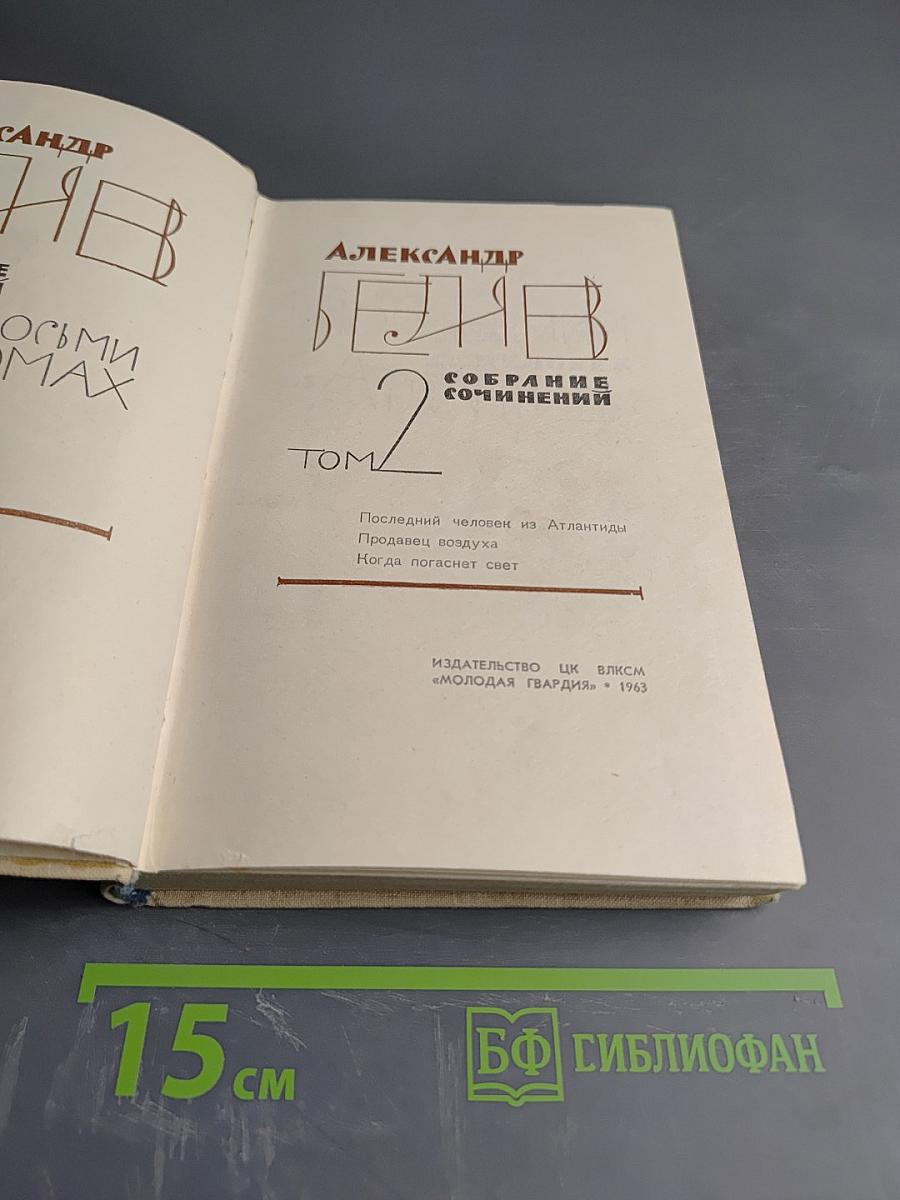 АЛЕКСАНДР
БЕЛЯЕВ
СОБРАНИЕ
СОЧИНЕНИЙ
ТОМ 2
Последний человек из Атлантиды
Продавец воздуха
Когда погаснет свет
ИЗДАТЕЛЬСТВО ЦК ВЛКСМ
«МОЛОДАЯ ГВАРДИЯ» * 1963
15 см
БФ БИБЛИОФАН